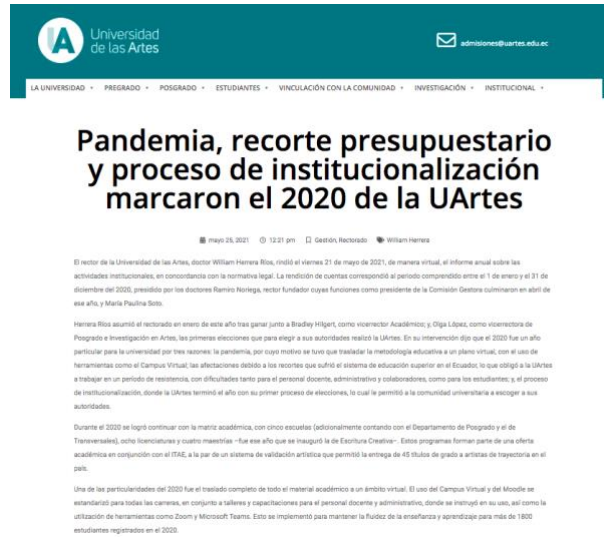 UA
Universidad
de las Artes
admisiones@uartes.edu.ec
LA UNIVERSIDAD PREGRADO POSGRADO ESTUDIANTES VINCULACIÓN CON LA COMUNIDAD INVESTIGACIÓN INSTITUCIONAL
Pandemia, recorte presupuestario
y proceso de institucionalización
marcaron el 2020 de la UArtes
mayo 25, 2021 12:21 pm Gestión, Rectorado William Herrera
El rector de la Universidad de las Artes, doctor William Herrera Ríos, rindió el viernes 21 de mayo de 2021, de manera virtual, el informe anual sobre las
actividades institucionales, en concordancia con la normativa legal. La rendición de cuentas correspondió al periodo comprendido entre el 1 de enero y el 31 de
diciembre del 2020, presidido por los doctores Ramiro Noriega, rector fundador cuyas funciones como presidente de la Comisión Gestora culminaron en abril de
ese año, y María Paulina Soto.
Herrera Ríos asumió el rectorado en enero de este año tras ganar junto a Bradley Hilgert, como vicerrector Académico; y, Olga López, como vicerrectora de
Posgrado e Investigación en Artes, las primeras elecciones que para elegir a sus autoridades realizó la UArtes. En su intervención dijo que el 2020 fue un año
particular para la universidad por tres razones: la pandemia, por cuyo motivo se tuvo que trasladar la metodología educativa a un plano virtual, con el uso de
herramientas como el Campus Virtual; las afectaciones debido a los recortes que sufrió el sistema de educación superior en el Ecuador, lo que obligó a la UArtes
a trabajar en un periodo de resistencia, con dificultades tanto para el personal docente, administrativo y colaboradores, como para los estudiantes; y, el proceso
de institucionalización, donde la UArtes terminó el año con su primer proceso de elecciones, lo cual le permitió a la comunidad universitaria a escoger a sus
autoridades.
Durante el 2020 se logró continuar con la matriz académica, con cinco escuelas (adicionalmente contando con el Departamento de Posgrado y el de
Transversales), ocho licenciaturas y cuatro maestrías –fue ese año que se inauguró la de Escritura Creativa–. Estos programas forman parte de una oferta
académica en conjunción con el ITAE, a la par de un sistema de validación artística que permitió la entrega de 45 títulos de grado a artistas de trayectoria en el
país.
Una de las particularidades del 2020 fue el traslado completo de todo el material académico a un ámbito virtual. El uso del Campus Virtual y del Moodle se
estandarizó para todas las carreras, en conjunto a talleres y capacitaciones para el personal docente y administrativo, donde se instruyó en su uso, así como la
utilización de herramientas como Zoom y Microsoft Teams. Esto se implementó para mantener la fluidez de la enseñanza y aprendizaje para más de 1800
estudiantes registrados en el 2020.